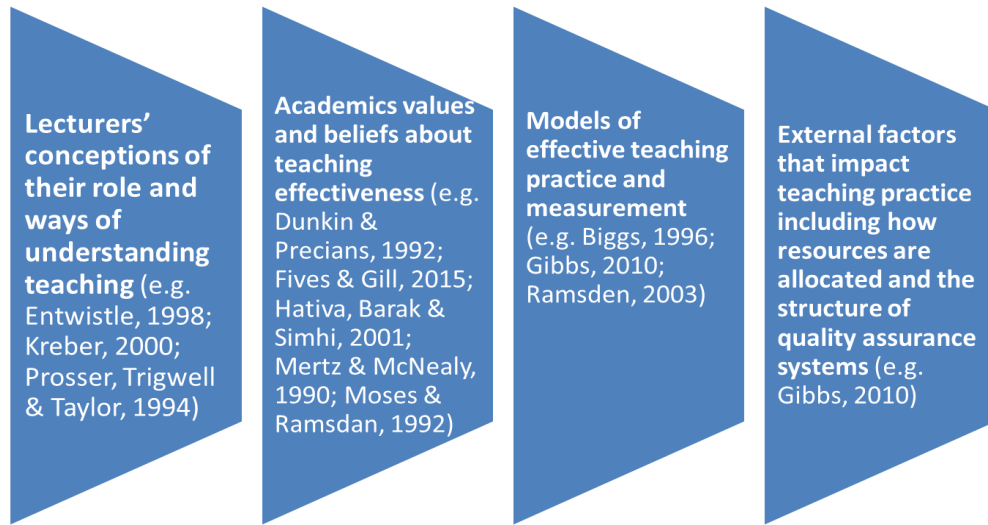 Lecturers’
conceptions of
their role and
ways of
understanding
teaching (e.g.
Entwistle, 1998;
Kreber, 2000;
Prosser, Trigwell
& Taylor, 1994)
Academics values
and beliefs about
teaching
effectiveness (e.g.
Dunkin &
Precians, 1992;
Fives & Gill, 2015;
Hativa, Barak &
Simhi, 2001;
Mertz & McNealy,
1990; Moses &
Ramsdan, 1992)
Models of
effective teaching
practice and
measurement
(e.g. Biggs, 1996;
Gibbs, 2010;
Ramsden, 2003)
External factors
that impact
teaching practice
including how
resources are
allocated and the
structure of
quality assurance
systems (e.g.
Gibbs, 2010)